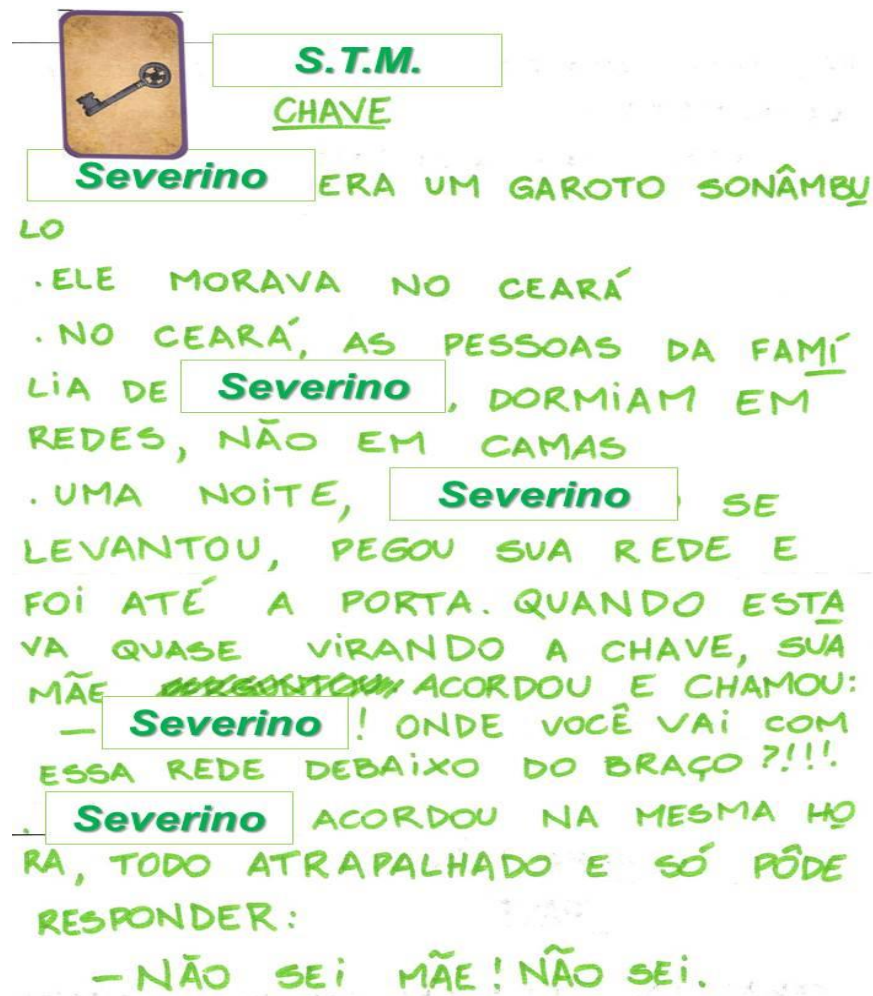 S.T.M.
CHAVE
Severino ERA UM GAROTO SONÂMBU
LO
. ELE MORAVA NO CEARÁ
. NO CEARÁ, AS PESSOAS DA FAMÍ
LIA DE Severino, DORMIAM EM
REDES, NÃO EM CAMAS
. UMA NOITE, Severino SE
LEVANTOU, PEGOU SUA REDE E
FOI ATÉ A PORTA. QUANDO ESTA
VA QUASE VIRANDO A CHAVE, SUA
MÃE ACORDOU E CHAMOU:
— Severino! ONDE VOCÊ VAI COM
ESSA REDE DEBAIXO DO BRAÇO?!!!
. Severino ACORDOU NA MESMA HO
RA, TODO ATRAPALHADO E SÓ PÔDE
RESPONDER:
— NÃO SEI MÃE! NÃO SEI.